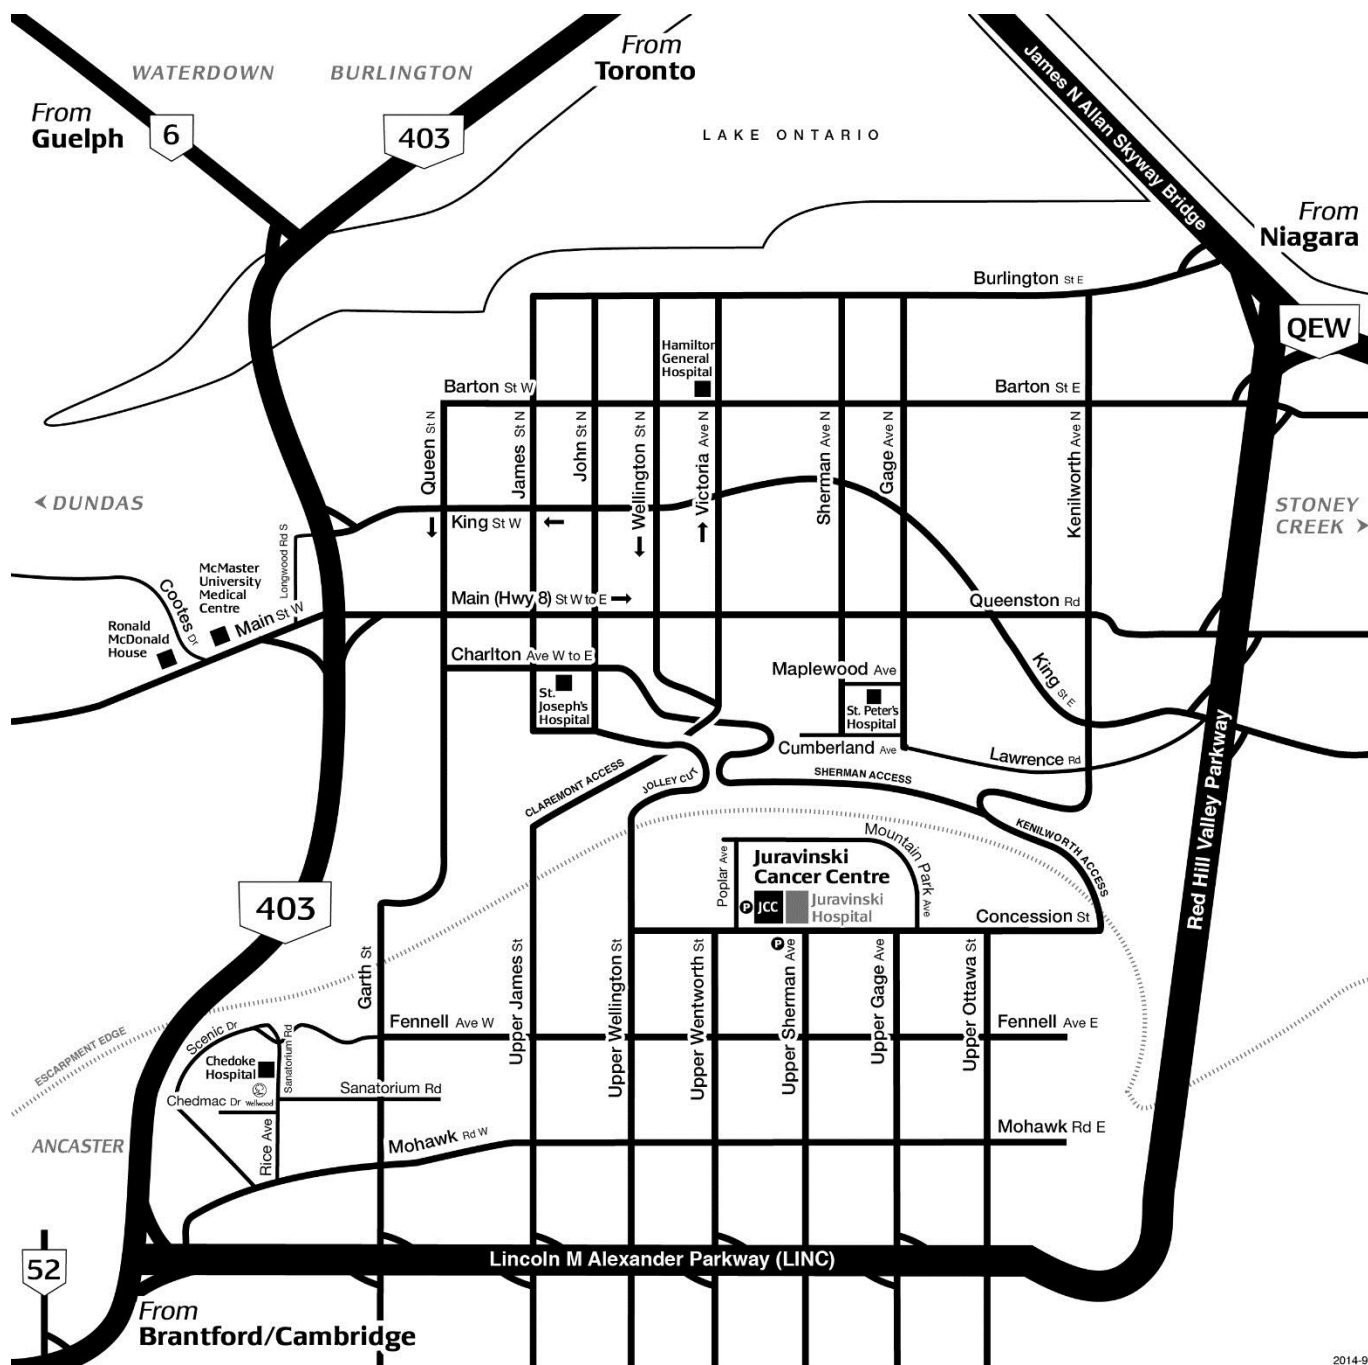 From
Toronto
WATERDOWN
BURLINGTON
James N Allan Skyway Bridge
From
Guelph
6
403
LAKE ONTARIO
From
Niagara
Burlington St E
QEW
Hamilton
General
Hospital
Barton St W
Barton St E
Queen St N
James St N
John St N
Wellington St N
Victoria Ave N
Sherman Ave N
Gage Ave N
Kenilworth Ave N
DUNDAS
STONEY
CREEK
King St W
Longwood Rd S
McMaster
University
Medical
Centre
Cootes Dr
Main St W
Main (Hwy 8) St W to E
Queenston Rd
Ronald
McDonald
House
Charlton Ave W to E
Maplewood Ave
King St E
St.
Joseph's
Hospital
St. Peter's
Hospital
Cumberland Ave
Lawrence Rd
CLAREMONT ACCESS
JOLLEY CUT
SHERMAN ACCESS
KENILWORTH ACCESS
Red Hill Valley Parkway
Mountain Park Ave
Poplar Ave
Juravinski
Cancer Centre
P
JCC
Juravinski
Hospital
Concession St
403
P
Garth St
Upper James St
Upper Wellington St
Upper Wentworth St
Upper Sherman Ave
Upper Gage Ave
Upper Ottawa St
Fennell Ave W
Fennell Ave E
ESCARPMENT EDGE
Scenic Dr
Sanatorium Rd
Chedoke
Hospital
Wellwood
Sanatorium Rd
Chedmac Dr
Rice Ave
ANCASTER
Mohawk Rd W
Mohawk Rd E
52
Lincoln M Alexander Parkway (LINC)
From
Brantford/Cambridge
2014-9